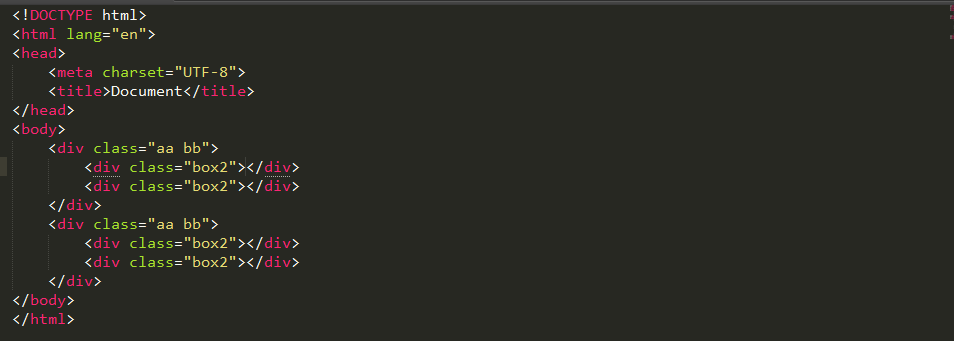 <!DOCTYPE html>
<html lang="en">
<head>
    <meta charset="UTF-8">
    <title>Document</title>
</head>
<body>
    <div class="aa bb">
        <div class="box2"></div>
        <div class="box2"></div>
    </div>
    <div class="aa bb">
        <div class="box2"></div>
        <div class="box2"></div>
    </div>
</body>
</html>